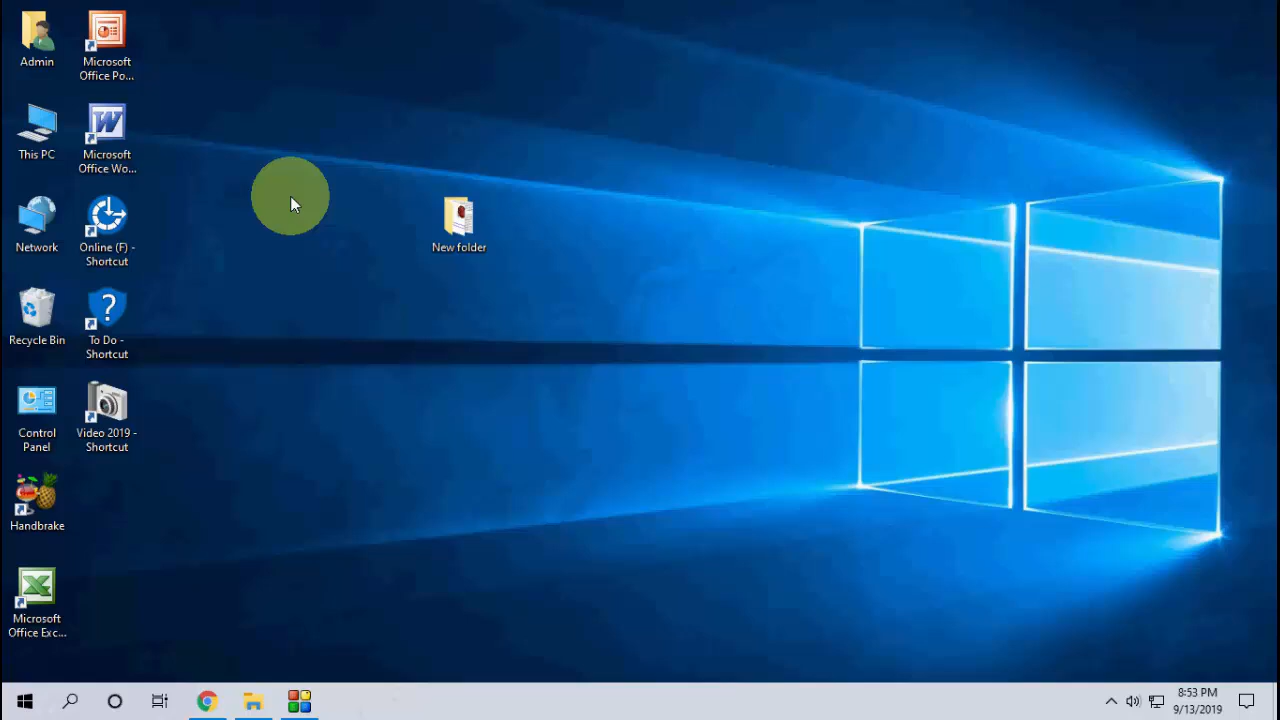 Admin
Microsoft
Office Po...
This PC
Microsoft
Office Wo...
Network
Online (F) -
Shortcut
New folder
Recycle Bin
To Do -
Shortcut
Control
Panel
Video 2019 -
Shortcut
Handbrake
Microsoft
Office Exc...
8:53 PM
9/13/2019